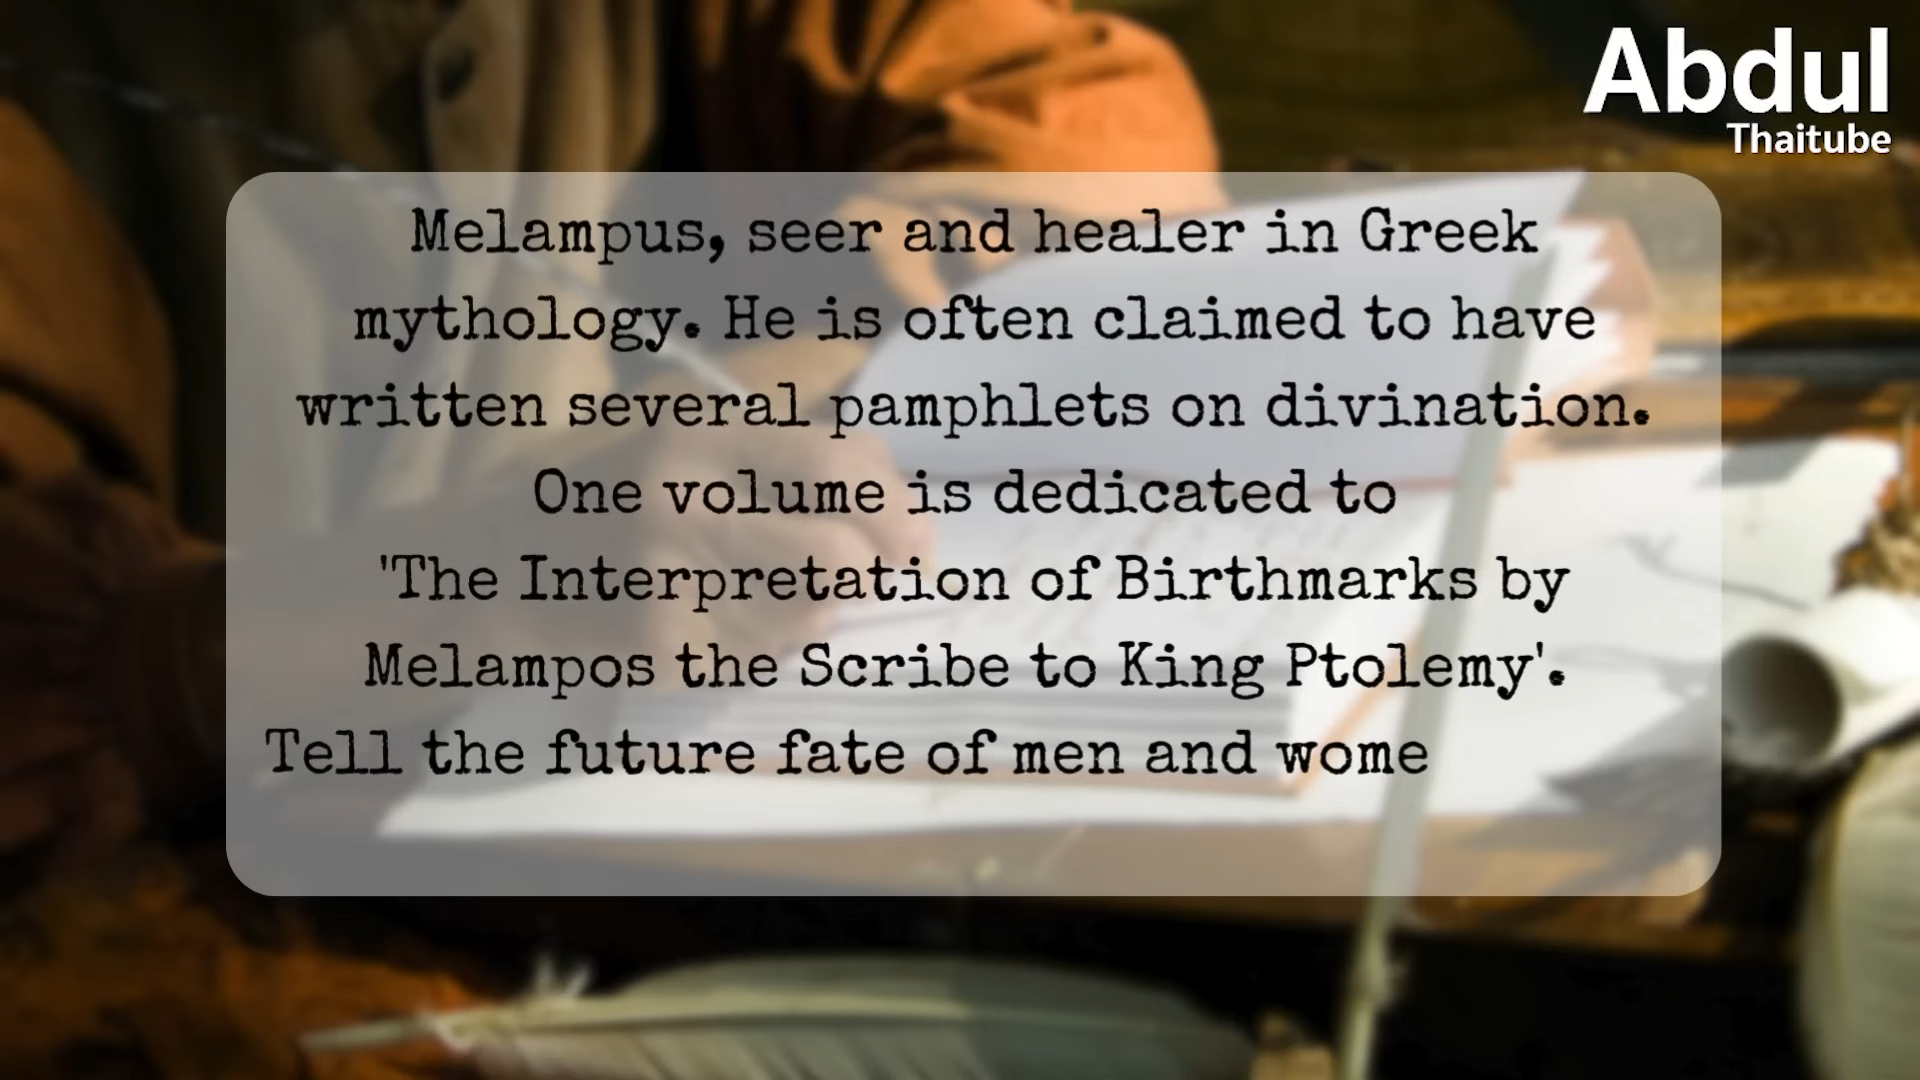 Abdul
Thaitube
Melampus, seer and healer in Greek
mythology. He is often claimed to have
written several pamphlets on divination.
One volume is dedicated to
'The Interpretation of Birthmarks by
Melampos the Scribe to King Ptolemy'.
Tell the future fate of men and wome